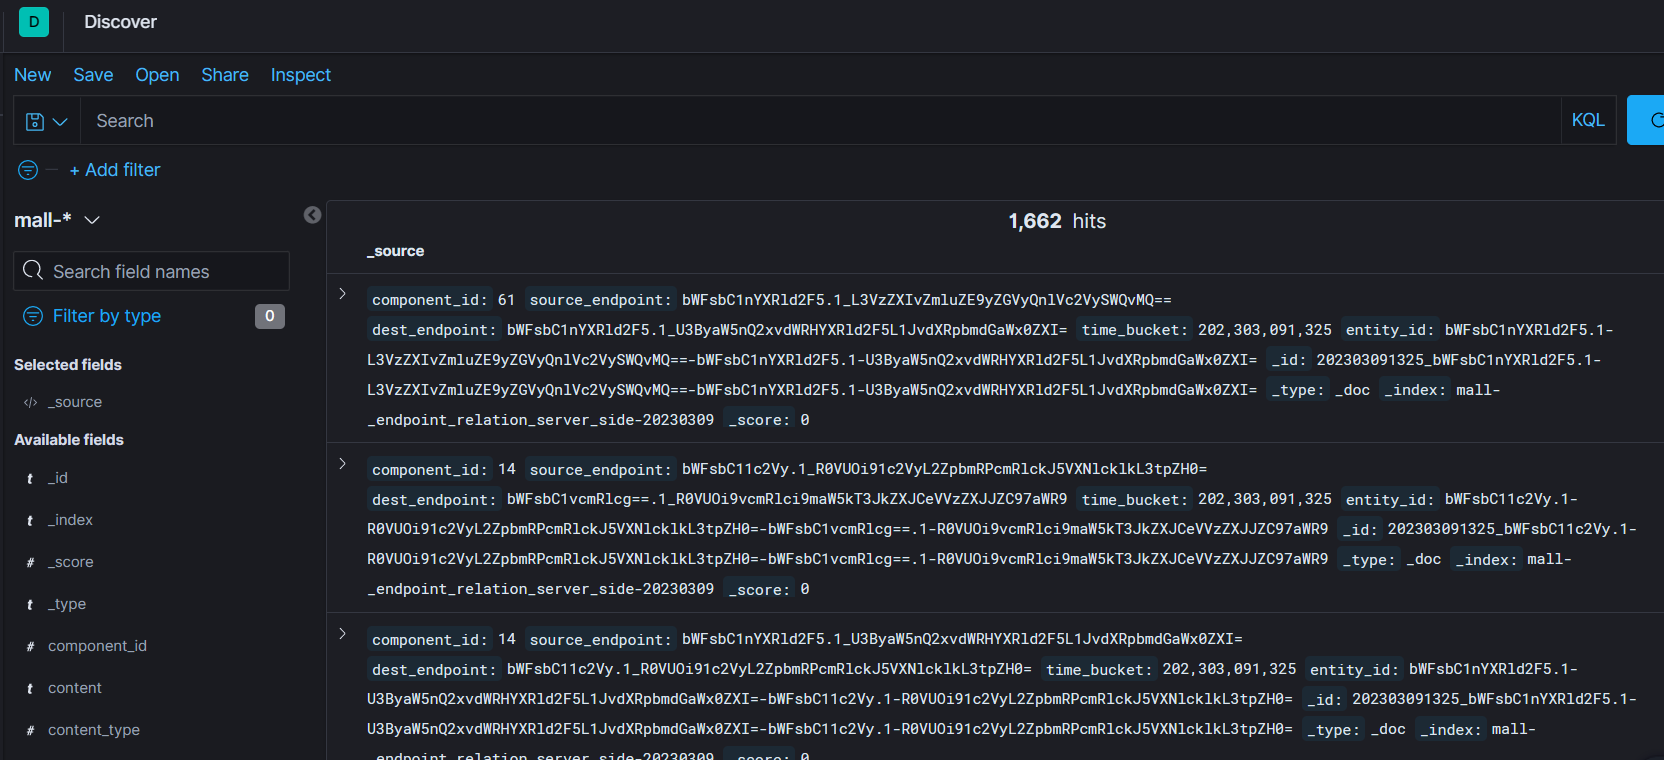 D Discover
New Save Open Share Inspect
Search KQL
+ Add filter
mall-*
1,662 hits
_source
Search field names
Filter by type 0
Selected fields
_source
Available fields
_id
_index
_score
_type
component_id
content
content_type
component_id: 61 source_endpoint: bWFsbC1nYXRld2F5.1_L3VzZXIvZmluZE9yZGVyQnlVc2VySWQvMQ==
dest_endpoint: bWFsbC1nYXRld2F5.1_U3ByaW5nQ2xvdWRHYXRld2F5L1JvdXRpbmdGaWx0ZXI= time_bucket: 202,303,091,325 entity_id: bWFsbC1nYXRld2F5.1-
L3VzZXIvZmluZE9yZGVyQnlVc2VySWQvMQ==-bWFsbC1nYXRld2F5.1-U3ByaW5nQ2xvdWRHYXRld2F5L1JvdXRpbmdGaWx0ZXI= _id: 202303091325_bWFsbC1nYXRld2F5.1-
L3VzZXIvZmluZE9yZGVyQnlVc2VySWQvMQ==-bWFsbC1nYXRld2F5.1-U3ByaW5nQ2xvdWRHYXRld2F5L1JvdXRpbmdGaWx0ZXI= _type: _doc _index: mall-
_endpoint_relation_server_side-20230309 _score: 0
component_id: 14 source_endpoint: bWFsbC11c2Vy.1_R0VUOi91c2VyL2ZpbmRPcmRlckJ5VXNlcklkL3tpZH0=
dest_endpoint: bWFsbC1vcmRlcg==.1_R0VUOi9vcmRlci9maW5kT3JkZXJCeVVzZXJJZC97aWR9 time_bucket: 202,303,091,325 entity_id: bWFsbC11c2Vy.1-
R0VUOi91c2VyL2ZpbmRPcmRlckJ5VXNlcklkL3tpZH0=-bWFsbC1vcmRlcg==.1-R0VUOi9vcmRlci9maW5kT3JkZXJCeVVzZXJJZC97aWR9 _id: 202303091325_bWFsbC11c2Vy.1-
R0VUOi91c2VyL2ZpbmRPcmRlckJ5VXNlcklkL3tpZH0=-bWFsbC1vcmRlcg==.1-R0VUOi9vcmRlci9maW5kT3JkZXJCeVVzZXJJZC97aWR9 _type: _doc _index: mall-
_endpoint_relation_server_side-20230309 _score: 0
component_id: 14 source_endpoint: bWFsbC1nYXRld2F5.1_U3ByaW5nQ2xvdWRHYXRld2F5L1JvdXRpbmdGaWx0ZXI=
dest_endpoint: bWFsbC11c2Vy.1_R0VUOi91c2VyL2ZpbmRPcmRlckJ5VXNlcklkL3tpZH0= time_bucket: 202,303,091,325 entity_id: bWFsbC1nYXRld2F5.1-
U3ByaW5nQ2xvdWRHYXRld2F5L1JvdXRpbmdGaWx0ZXI=-bWFsbC11c2Vy.1-R0VUOi91c2VyL2ZpbmRPcmRlckJ5VXNlcklkL3tpZH0= _id: 202303091325_bWFsbC1nYXRld2F5.1-
U3ByaW5nQ2xvdWRHYXRld2F5L1JvdXRpbmdGaWx0ZXI=-bWFsbC11c2Vy.1-R0VUOi91c2VyL2ZpbmRPcmRlckJ5VXNlcklkL3tpZH0= _type: _doc _index: mall-
_endpoint_relation_server_side-20230309 _score: 0